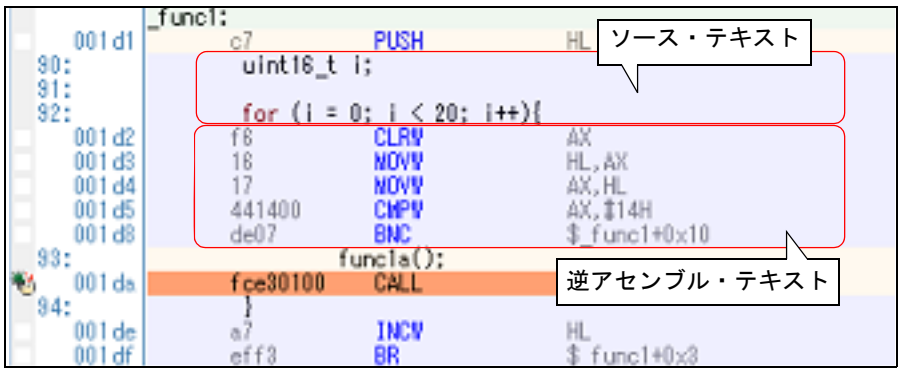 _func1:
001d1 c7 PUSH HL
ソース・テキスト
90: uint16_t i;
91:
92: for (i = 0; i < 20; i++){
001d2 f6 CLRW AX
001d3 16 MOVW HL,AX
001d4 17 MOVW AX,HL
001d5 441400 CMPW AX,#14H
001d8 de07 BNC $_func1+0x10
93: func1a();
001da fce30100 CALL
逆アセンブル・テキスト
94: }
001de a7 INCW HL
001df eff3 BR $_func1+0x3